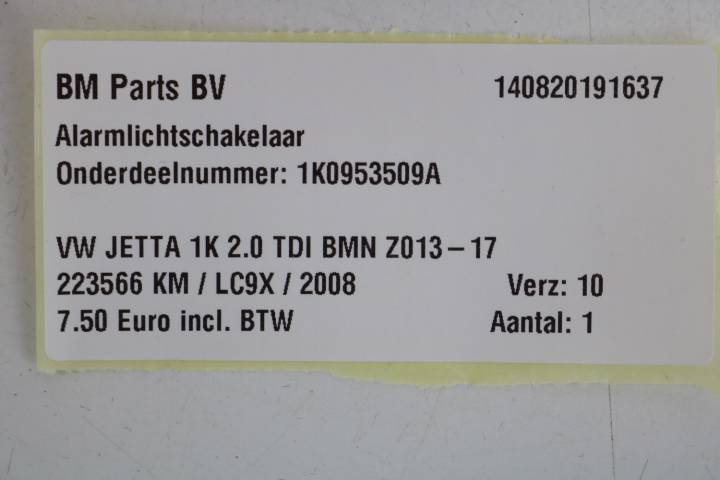 BM Parts BV 140820191637
Alarmlichtschakelaar
Onderdeelnummer: 1K0953509A
VW JETTA 1K 2.0 TDI BMN Z013-17
223566 KM / LC9X / 2008 Verz: 10
7.50 Euro incl. BTW Aantal: 1